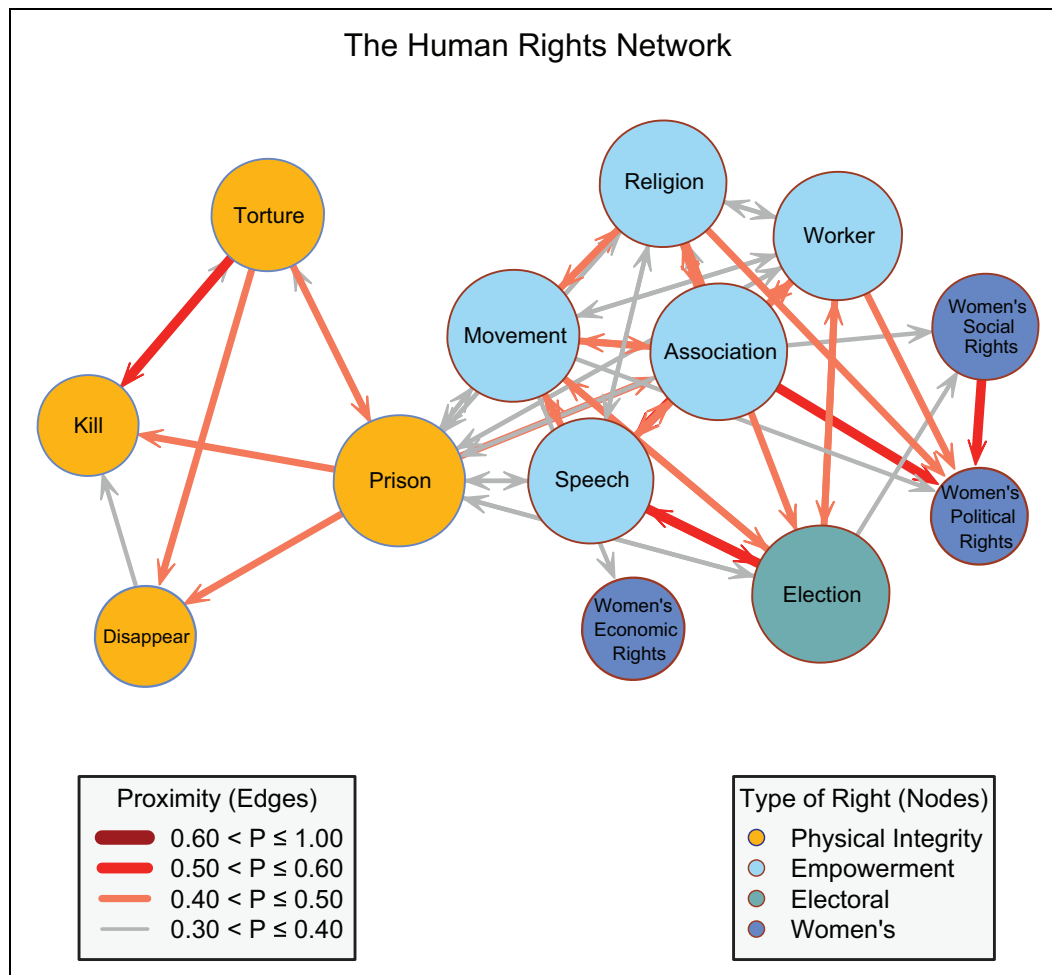 The Human Rights Network
Religion
Torture
Worker
Women's
Social
Rights
Movement
Association
Kill
Prison
Speech
Women's
Political
Rights
Election
Women's
Economic
Rights
Disappear
Proximity (Edges)
0.60 < P ≤ 1.00
0.50 < P ≤ 0.60
0.40 < P ≤ 0.50
0.30 < P ≤ 0.40
Type of Right (Nodes)
Physical Integrity
Empowerment
Electoral
Women's